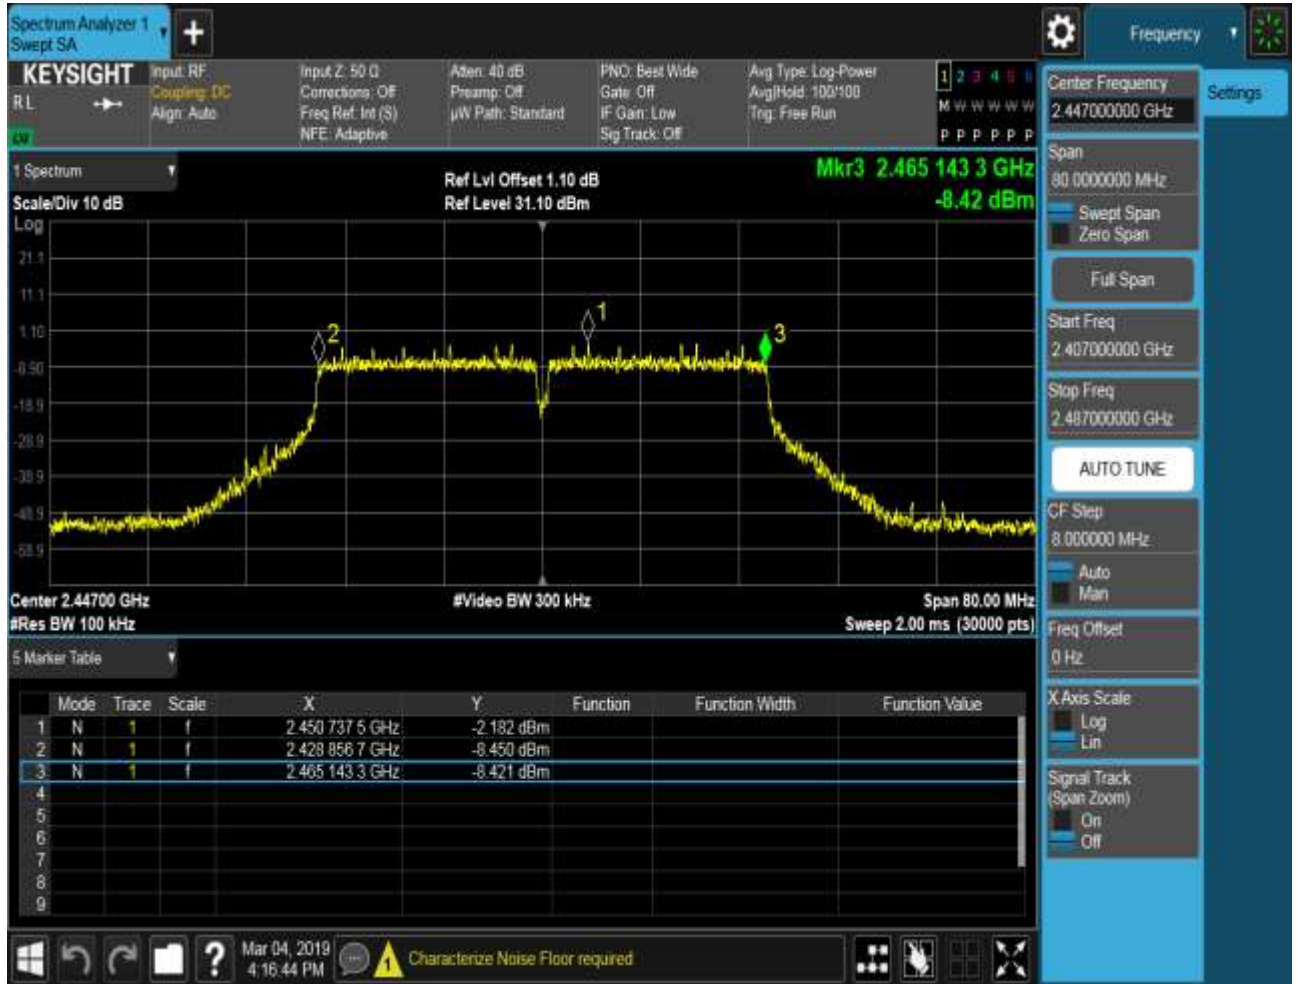 Spectrum Analyzer 1
Swept SA
+
Frequency
KEYSIGHT
RL
Input: RF
Coupling: DC
Align: Auto
Input Z: 50 Ω
Corrections: Off
Freq Ref: Int (S)
NFE: Adaptive
Atten: 40 dB
Preamp: Off
µW Path: Standard
PNO: Best Wide
Gate: Off
IF Gain: Low
Sig Track: Off
Avg Type: Log-Power
Avg|Hold: 100/100
Trig: Free Run
1 2 3 4 5 6
M W W W W W
P P P P P P
1 Spectrum
Scale/Div 10 dB
Ref Lvl Offset 1.10 dB
Ref Level 31.10 dBm
Mkr3 2.465 143 3 GHz
-8.42 dBm
Log
21.1
11.1
1.10
-8.90
-18.9
-28.9
-38.9
-48.9
-58.9
2
1
3
Center 2.44700 GHz
#Video BW 300 kHz
Span 80.00 MHz
#Res BW 100 kHz
Sweep 2.00 ms (30000 pts)
5 Marker Table
Mode Trace Scale X Y Function Function Width Function Value
1 N 1 f 2.450 737 5 GHz -2.182 dBm
2 N 1 f 2.428 856 7 GHz -8.450 dBm
3 N 1 f 2.465 143 3 GHz -8.421 dBm
4
5
6
7
8
9
Center Frequency
2.447000000 GHz
Settings
Span
80.0000000 MHz
Swept Span
Zero Span
Full Span
Start Freq
2.407000000 GHz
Stop Freq
2.487000000 GHz
AUTO TUNE
CF Step
8.000000 MHz
Auto
Man
Freq Offset
0 Hz
X Axis Scale
Log
Lin
Signal Track
(Span Zoom)
On
Off
?
Mar 04, 2019
4:16:44 PM
1
Characterize Noise Floor required